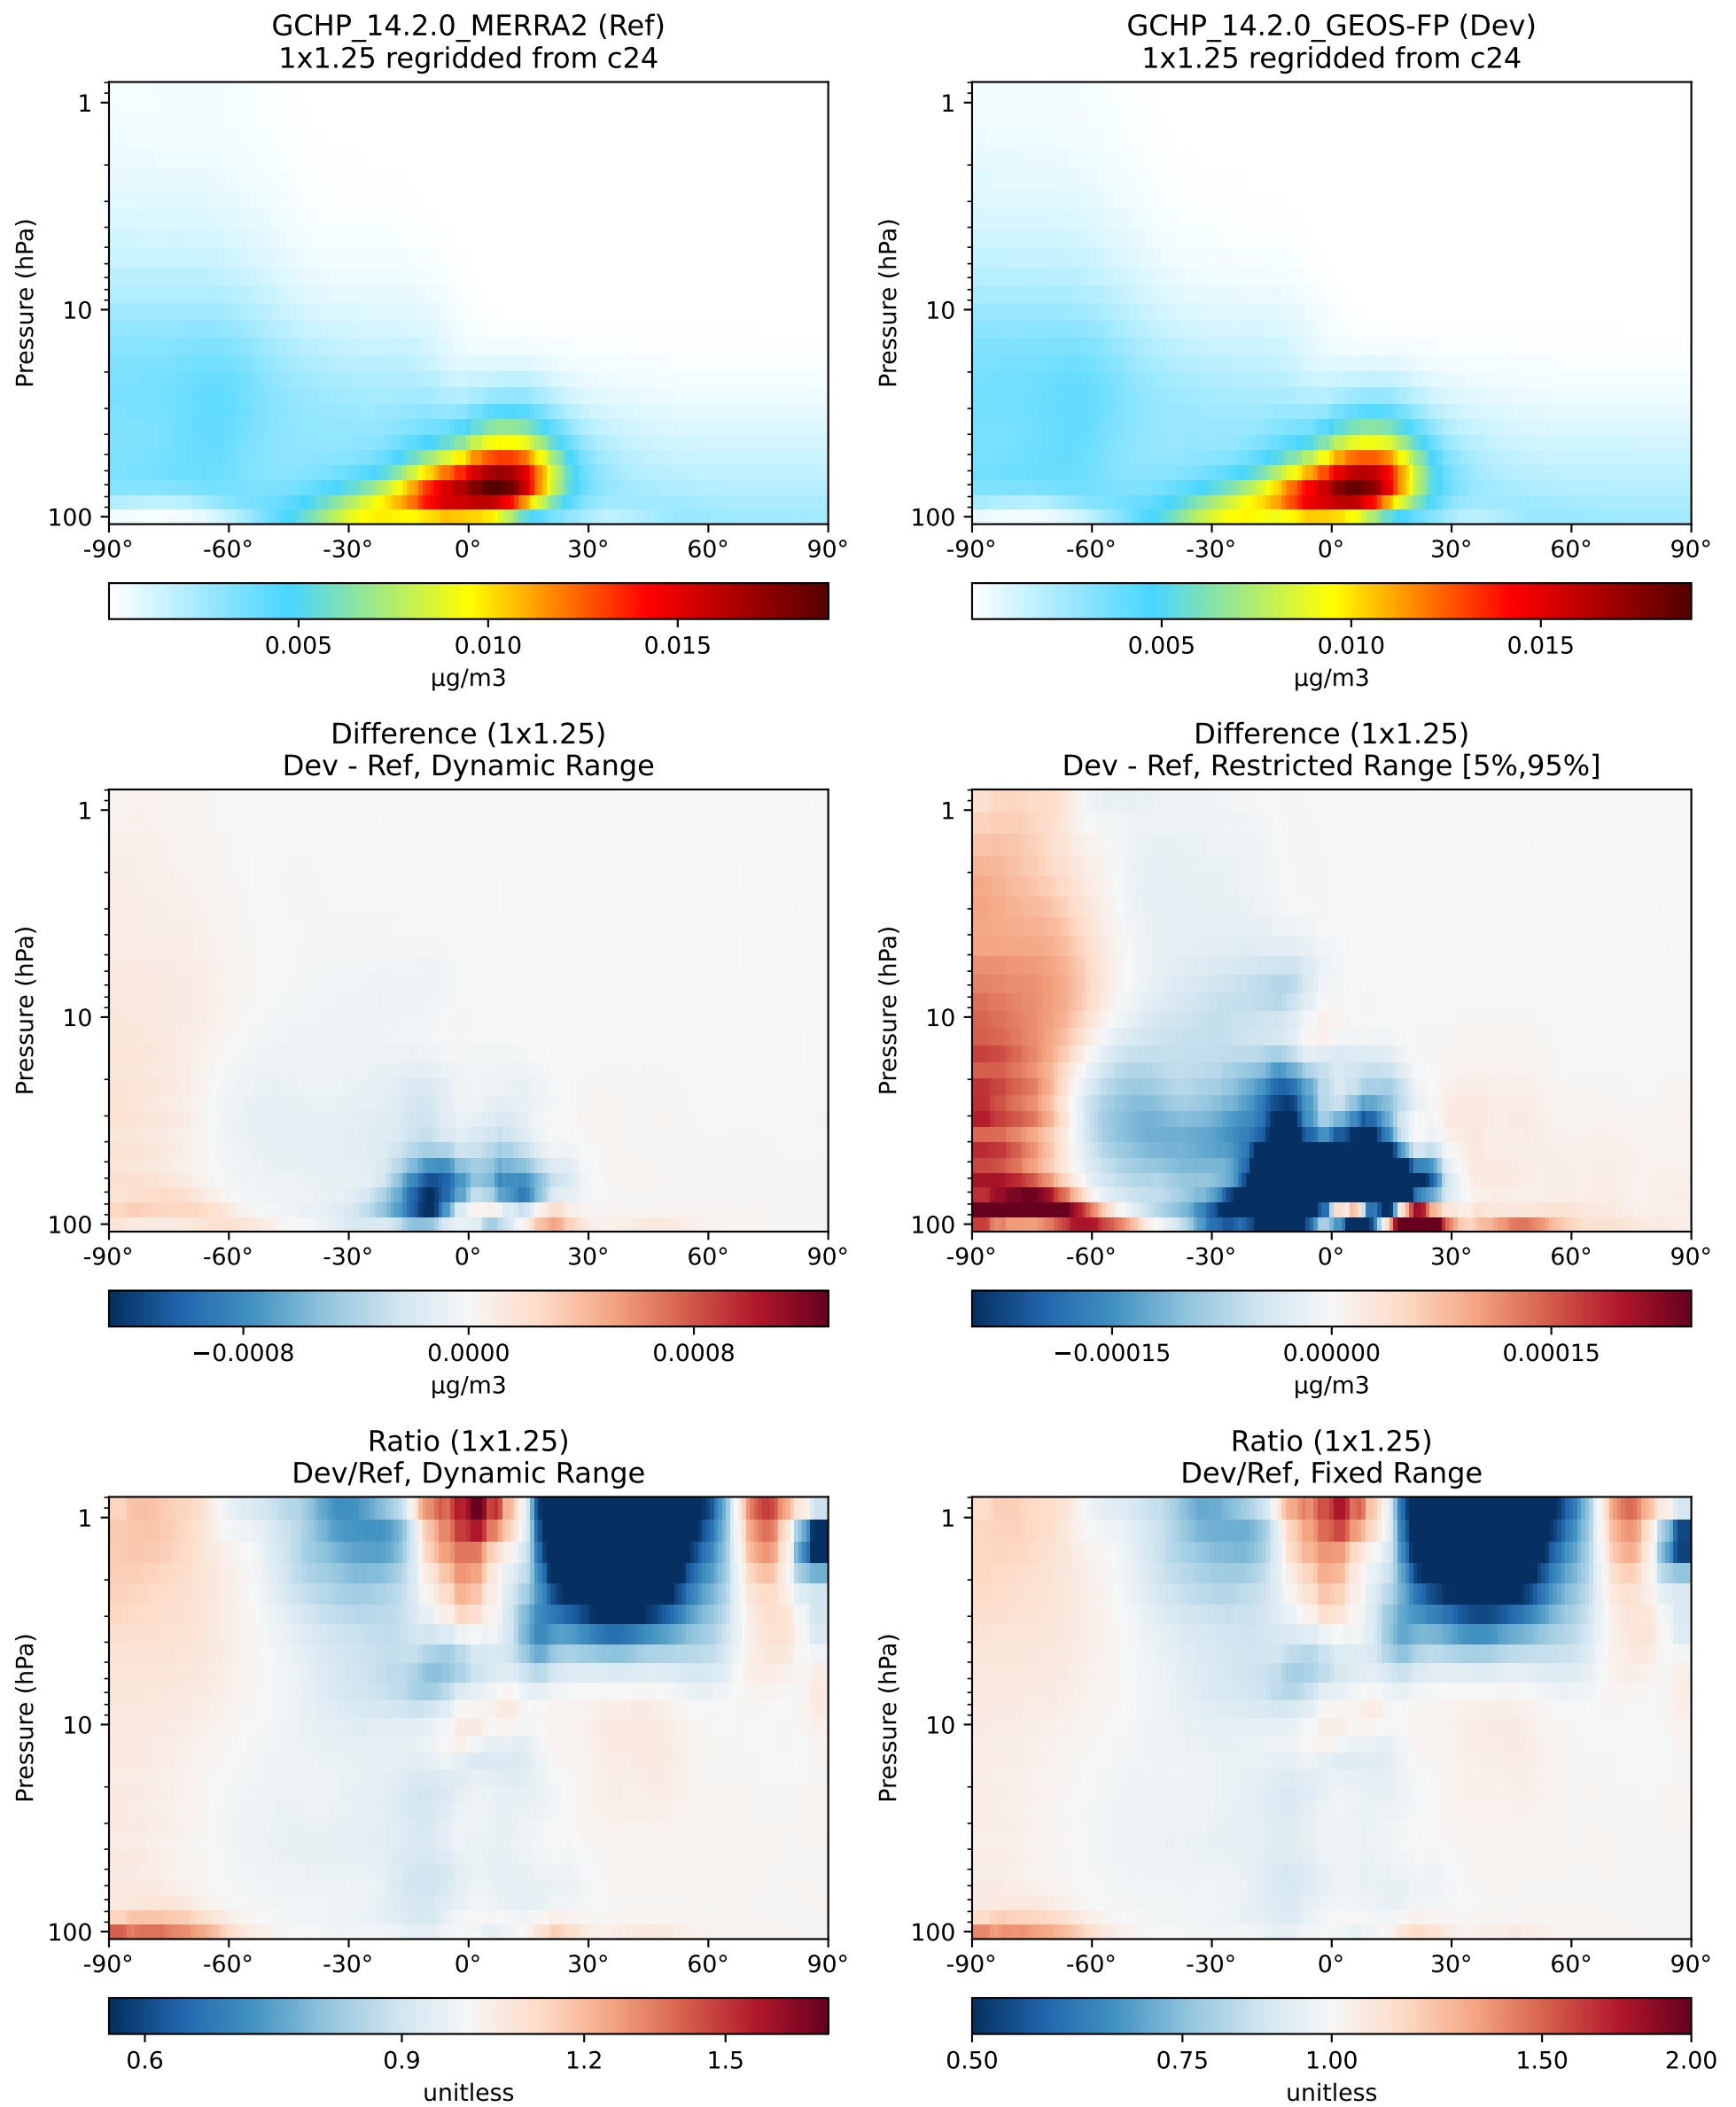 GCHP_14.2.0_MERRA2 (Ref)
1x1.25 regridded from c24
Pressure (hPa)
1
10
100
-90° -60° -30° 0° 30° 60° 90°
0.005 0.010 0.015
µg/m3
GCHP_14.2.0_GEOS-FP (Dev)
1x1.25 regridded from c24
Pressure (hPa)
1
10
100
-90° -60° -30° 0° 30° 60° 90°
0.005 0.010 0.015
µg/m3
Difference (1x1.25)
Dev - Ref, Dynamic Range
Pressure (hPa)
1
10
100
-90° -60° -30° 0° 30° 60° 90°
−0.0008 0.0000 0.0008
µg/m3
Difference (1x1.25)
Dev - Ref, Restricted Range [5%,95%]
Pressure (hPa)
1
10
100
-90° -60° -30° 0° 30° 60° 90°
−0.00015 0.00000 0.00015
µg/m3
Ratio (1x1.25)
Dev/Ref, Dynamic Range
Pressure (hPa)
1
10
100
-90° -60° -30° 0° 30° 60° 90°
0.6 0.9 1.2 1.5
unitless
Ratio (1x1.25)
Dev/Ref, Fixed Range
Pressure (hPa)
1
10
100
-90° -60° -30° 0° 30° 60° 90°
0.50 0.75 1.00 1.50 2.00
unitless